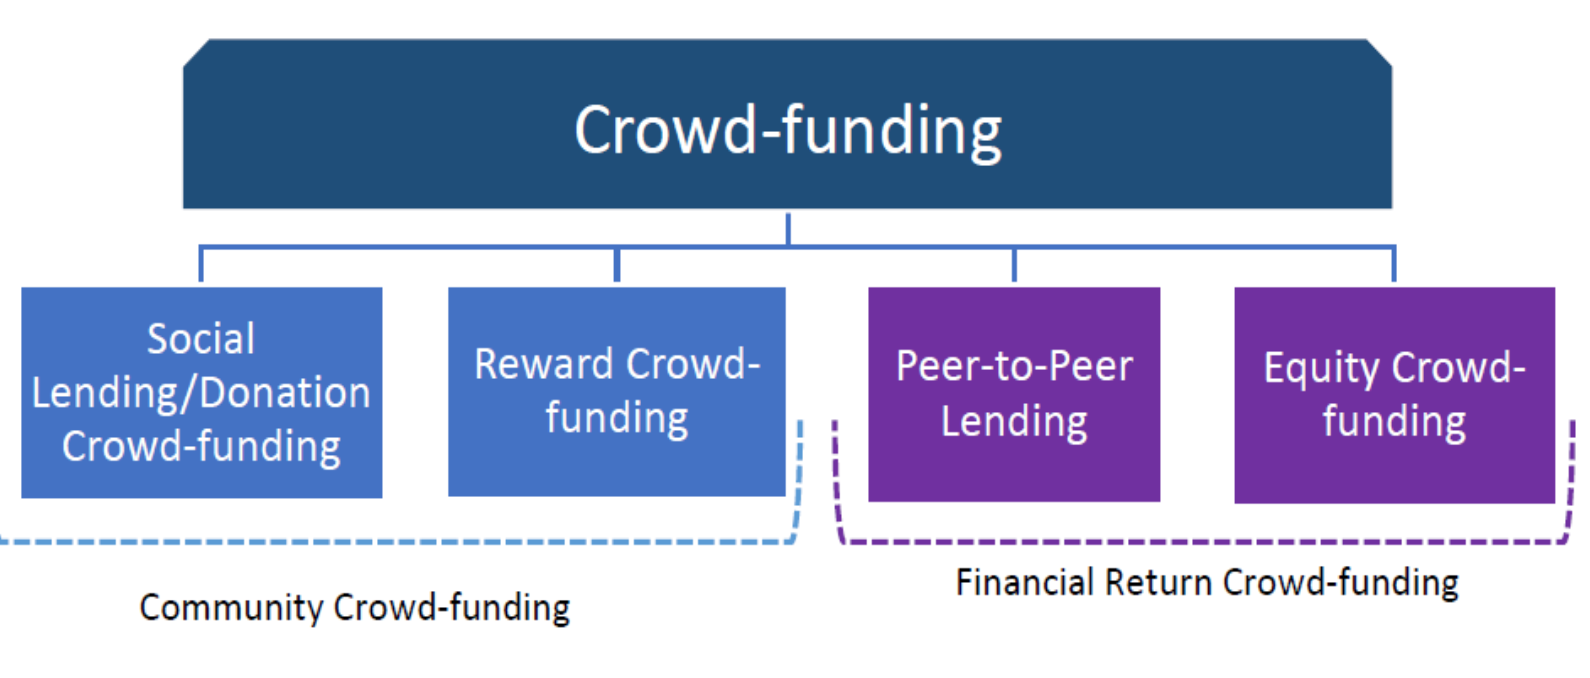 Crowd-funding
Social
Lending/Donation
Crowd-funding
Reward Crowd-
funding
Peer-to-Peer
Lending
Equity Crowd-
funding
Community Crowd-funding
Financial Return Crowd-funding